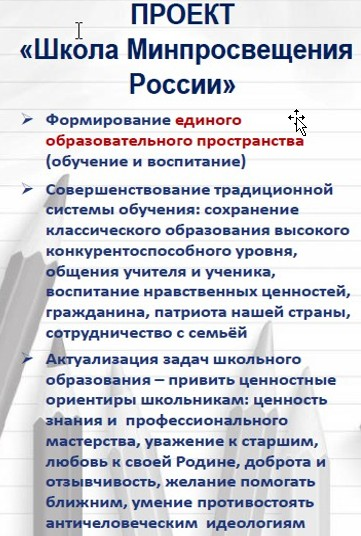 ПРОЕКТ
«Школа Минпросвещения
России»
Формирование единого
образовательного пространства
(обучение и воспитание)
Совершенствование традиционной
системы обучения: сохранение
классического образования высокого
конкурентоспособного уровня,
общения учителя и ученика,
воспитание нравственных ценностей,
гражданина, патриота нашей страны,
сотрудничество с семьёй
Актуализация задач школьного
образования – привить ценностные
ориентиры школьникам: ценность
знания и профессионального
мастерства, уважение к старшим,
любовь к своей Родине, доброта и
отзывчивость, желание помогать
ближним, умение противостоять
античеловеческим идеологиям